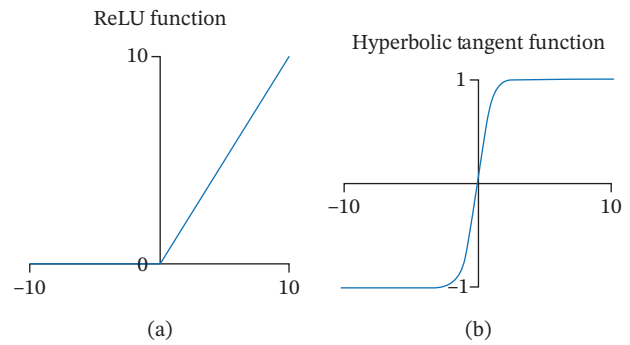 ReLU function
10
0
–10
10
(a)
Hyperbolic tangent function
1
–10
10
–1
(b)